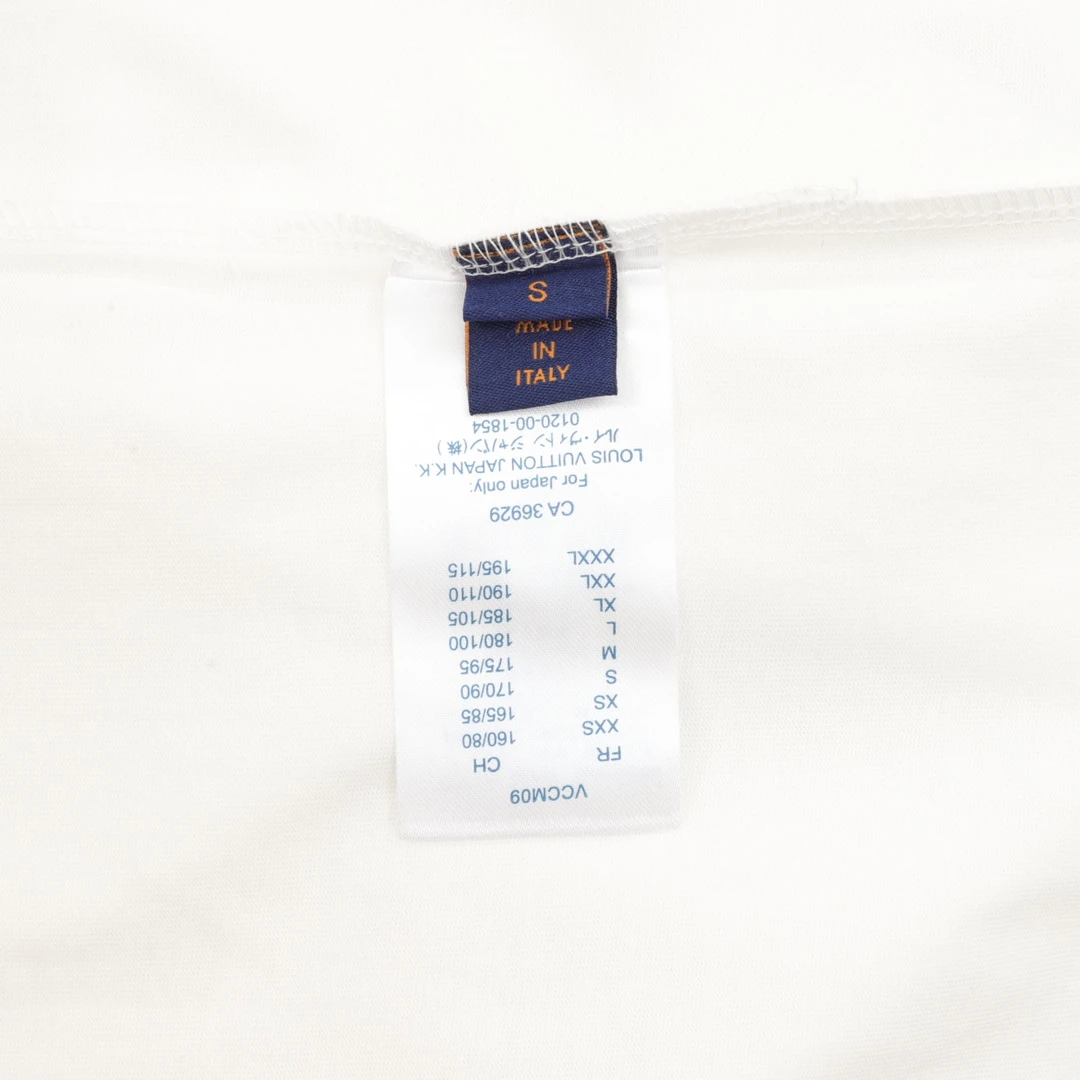 S
MADE
IN
ITALY
VCCM09
FR CH
XXS 160/80
XS 165/85
S 170/90
M 175/95
L 180/100
XL 185/105
XXL 190/110
XXXL 195/115
CA 36929
For Japan only:
LOUIS VUITTON JAPAN K.K.
ルイ・ヴィトン ジャパン(株)
0120-00-1854